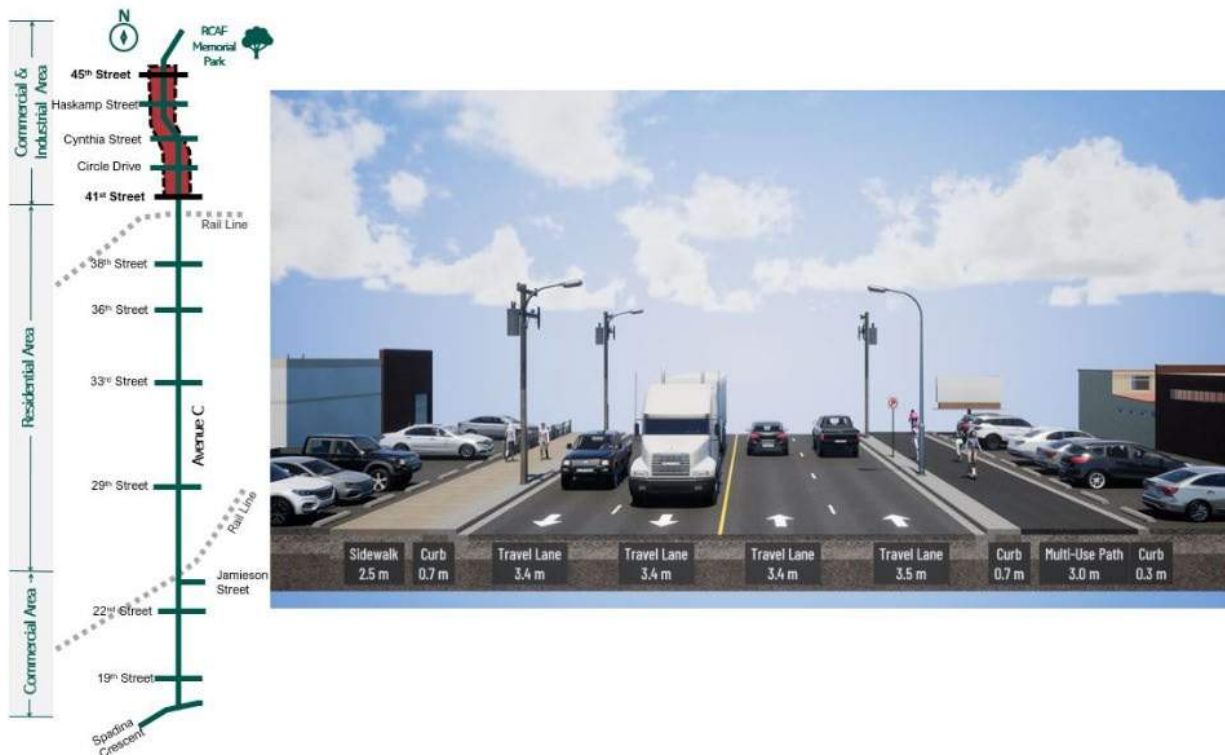 N
RCAF
Memorial
Park
Commercial &
Industrial Area
45th Street
Haskamp Street
Cynthia Street
Circle Drive
41st Street
Rail Line
Residential Area
38th Street
36th Street
33rd Street
Avenue C
29th Street
Rail Line
Commercial Area
Jamieson
Street
22nd Street
19th Street
Spadina
Crescent
Sidewalk
2.5 m
Curb
0.7 m
Travel Lane
3.4 m
Travel Lane
3.4 m
Travel Lane
3.4 m
Travel Lane
3.5 m
Curb
0.7 m
Multi-Use Path
3.0 m
Curb
0.3 m